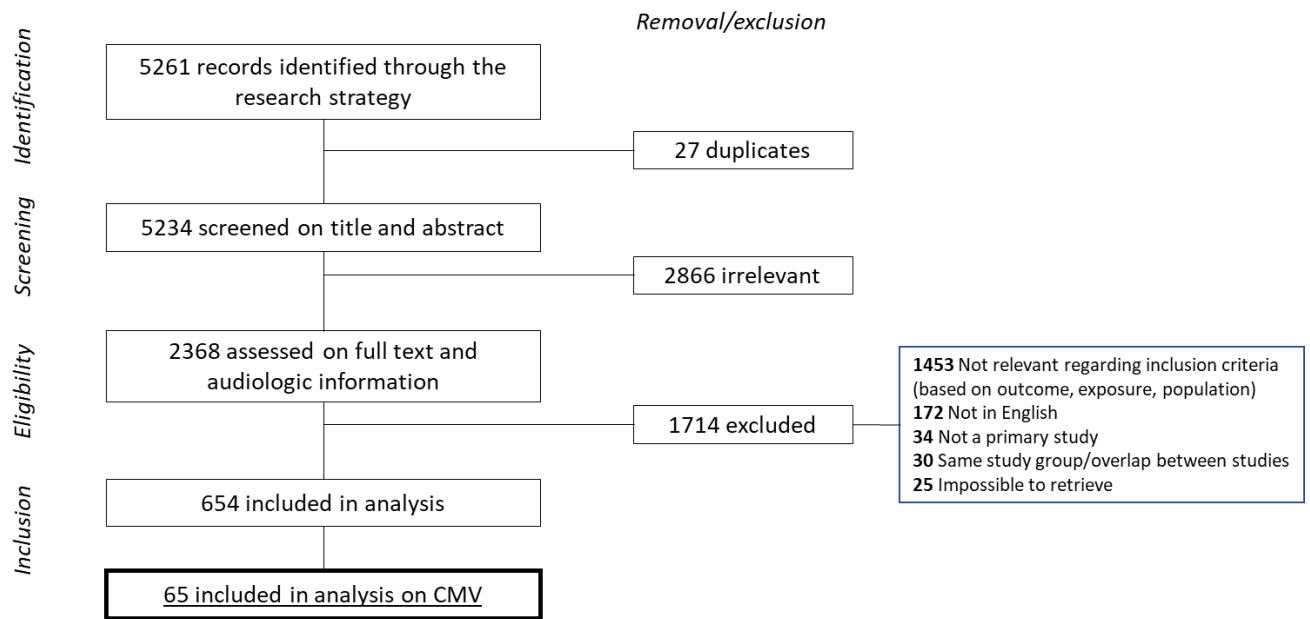 Removal/exclusion
Identification
5261 records identified through the
research strategy
27 duplicates
Screening
5234 screened on title and abstract
2866 irrelevant
Eligibility
2368 assessed on full text and
audiologic information
1714 excluded
1453 Not relevant regarding inclusion criteria
(based on outcome, exposure, population)
172 Not in English
34 Not a primary study
30 Same study group/overlap between studies
25 Impossible to retrieve
Inclusion
654 included in analysis
65 included in analysis on CMV